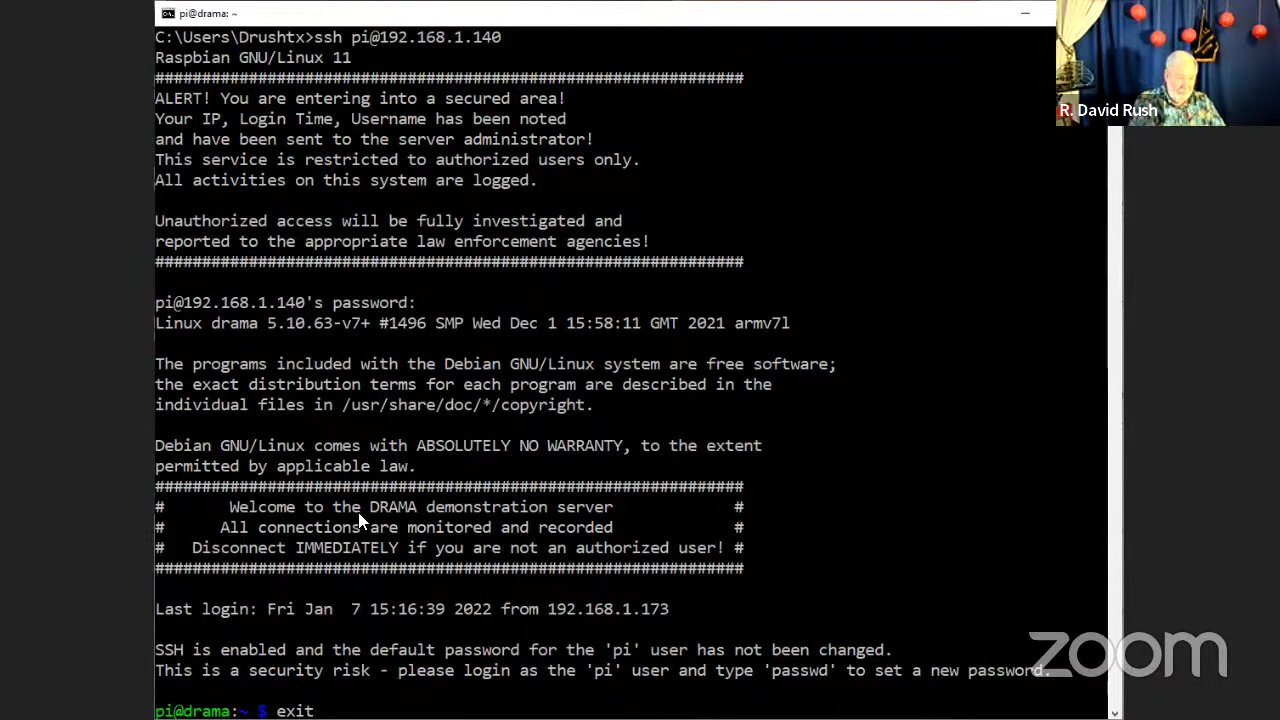 pi@drama: ~
C:\Users\Drushtx>ssh pi@192.168.1.140
Raspbian GNU/Linux 11
###############################################################
ALERT! You are entering into a secured area!
Your IP, Login Time, Username has been noted
and have been sent to the server administrator!
This service is restricted to authorized users only.
All activities on this system are logged.
Unauthorized access will be fully investigated and
reported to the appropriate law enforcement agencies!
###############################################################
pi@192.168.1.140's password:
Linux drama 5.10.63-v7+ #1496 SMP Wed Dec 1 15:58:11 GMT 2021 armv7l
The programs included with the Debian GNU/Linux system are free software;
the exact distribution terms for each program are described in the
individual files in /usr/share/doc/*/copyright.
Debian GNU/Linux comes with ABSOLUTELY NO WARRANTY, to the extent
permitted by applicable law.
###############################################################
# Welcome to the DRAMA demonstration server #
# All connections are monitored and recorded #
# Disconnect IMMEDIATELY if you are not an authorized user! #
###############################################################
Last login: Fri Jan  7 15:16:39 2022 from 192.168.1.173
SSH is enabled and the default password for the 'pi' user has not been changed.
This is a security risk - please login as the 'pi' user and type 'passwd' to set a new password.
pi@drama:~ $ exit
R. David Rush
zoom